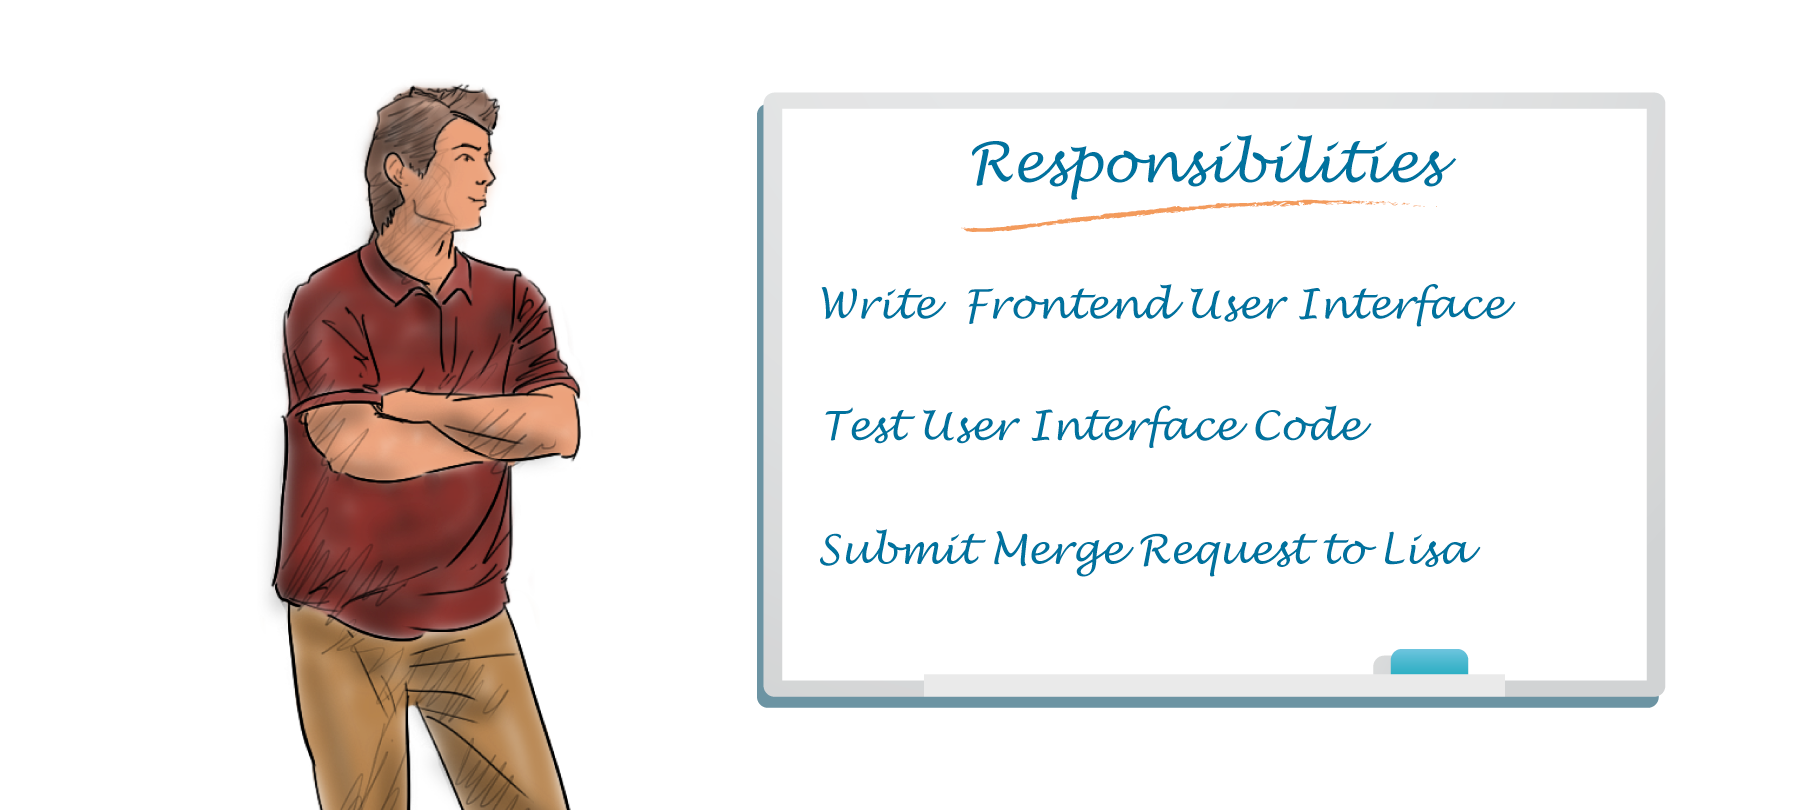 Responsibilities
Write Frontend User Interface
Test User Interface Code
Submit Merge Request to Lisa